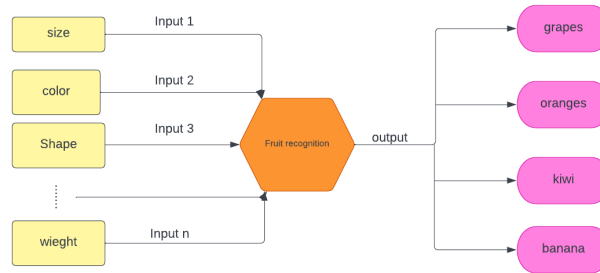 size
Input 1
color
Input 2
Shape
Input 3
wieght
Input n
Fruit recognition
output
grapes
oranges
kiwi
banana